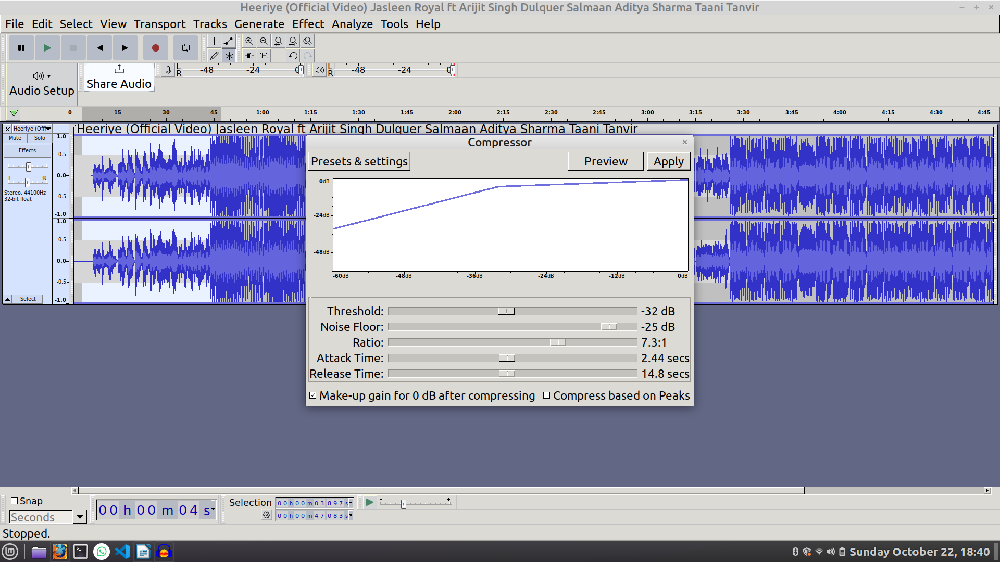 Heeriye (Official Video) Jasleen Royal ft Arijit Singh Dulquer Salmaan Aditya Sharma Taani Tanvir
File Edit Select View Transport Tracks Generate Effect Analyze Tools Help
L R -48 -24 0
L R -48 -24 0
Audio Setup
Share Audio
0 15 30 45 1:00 1:15 1:30 1:45 2:00 2:15 2:30 2:45 3:00 3:15 3:30 3:45 4:00 4:15 4:30 4:45
Heeriye (Offi
Heeriye (Official Video) Jasleen Royal ft Arijit Singh Dulquer Salmaan Aditya Sharma Taani Tanvir
Mute Solo
Effects
- +
L R
Stereo, 44100Hz
32-bit float
Select
1.0
0.5
0.0
-0.5
-1.0
1.0
0.5
0.0
-0.5
-1.0
Compressor
Presets & settings Preview Apply
0dB
-24dB
-48dB
-60dB -48dB -36dB -24dB -12dB 0dB
Threshold: -32 dB
Noise Floor: -25 dB
Ratio: 7.3:1
Attack Time: 2.44 secs
Release Time: 14.8 secs
Make-up gain for 0 dB after compressing Compress based on Peaks
Snap
Seconds
00 h 00 m 04 s
Selection
00 h 00 m 03.897 s
00 h 00 m 47.083 s
- +
Stopped.
Sunday October 22, 18:40